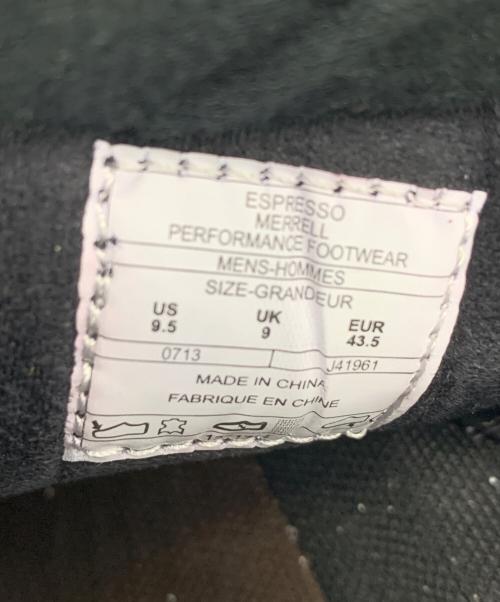 ESPRESSO
MERRELL
PERFORMANCE FOOTWEAR
MENS-HOMMES
SIZE-GRANDEUR
US UK EUR
9.5 9 43.5
0713 J41961
MADE IN CHINA
FABRIQUE EN CHINE